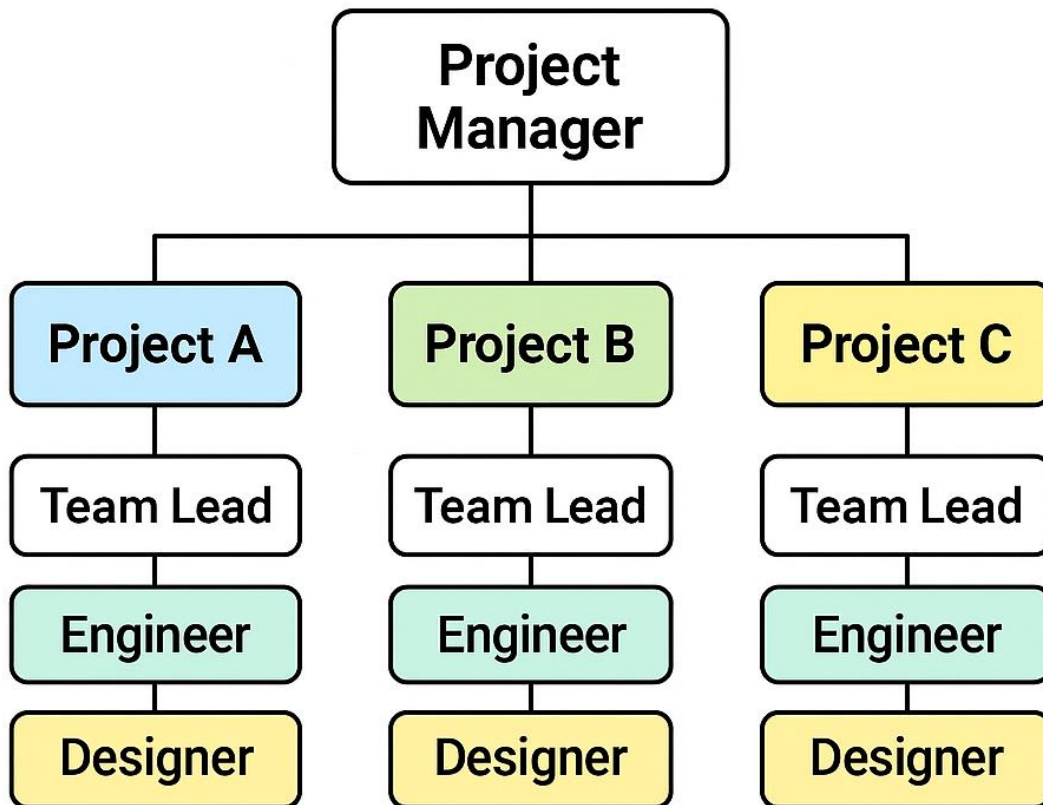 Project
Manager
Project A
Project B
Project C
Team Lead
Team Lead
Team Lead
Engineer
Engineer
Engineer
Designer
Designer
Designer